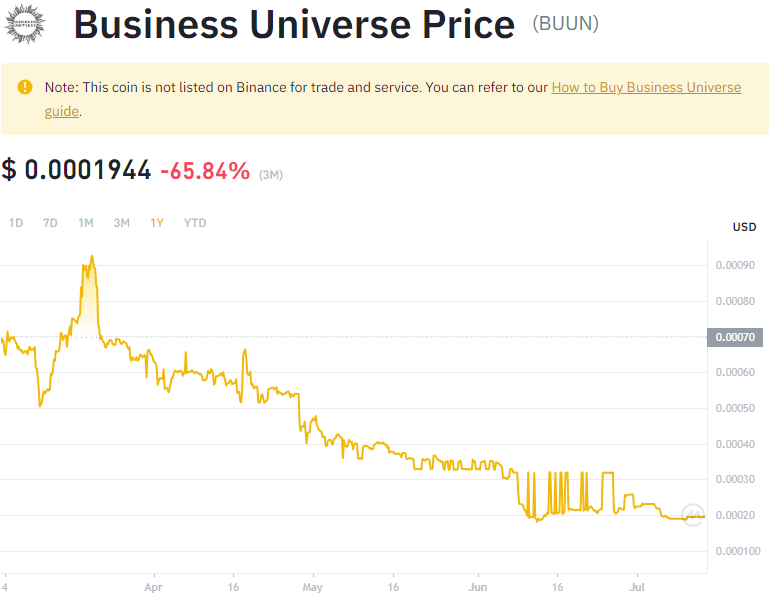 Business Universe Price (BUUN)
Note: This coin is not listed on Binance for trade and service. You can refer to our How to Buy Business Universe
guide.
$ 0.0001944 -65.84% (3M)
1D 7D 1M 3M 1Y YTD
USD
0.00090
0.00080
0.00070
0.00060
0.00050
0.00040
0.00030
0.00020
0.000100
4 Apr 16 May 16 Jun 16 Jul